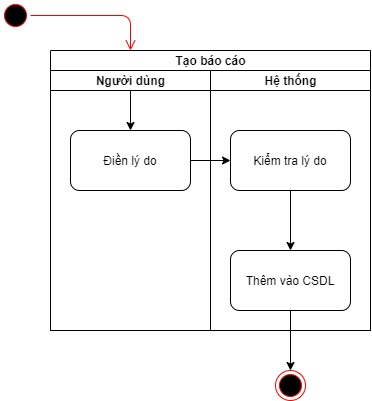 Tạo báo cáo
Người dùng
Hệ thống
Điền lý do
Kiểm tra lý do
Thêm vào CSDL